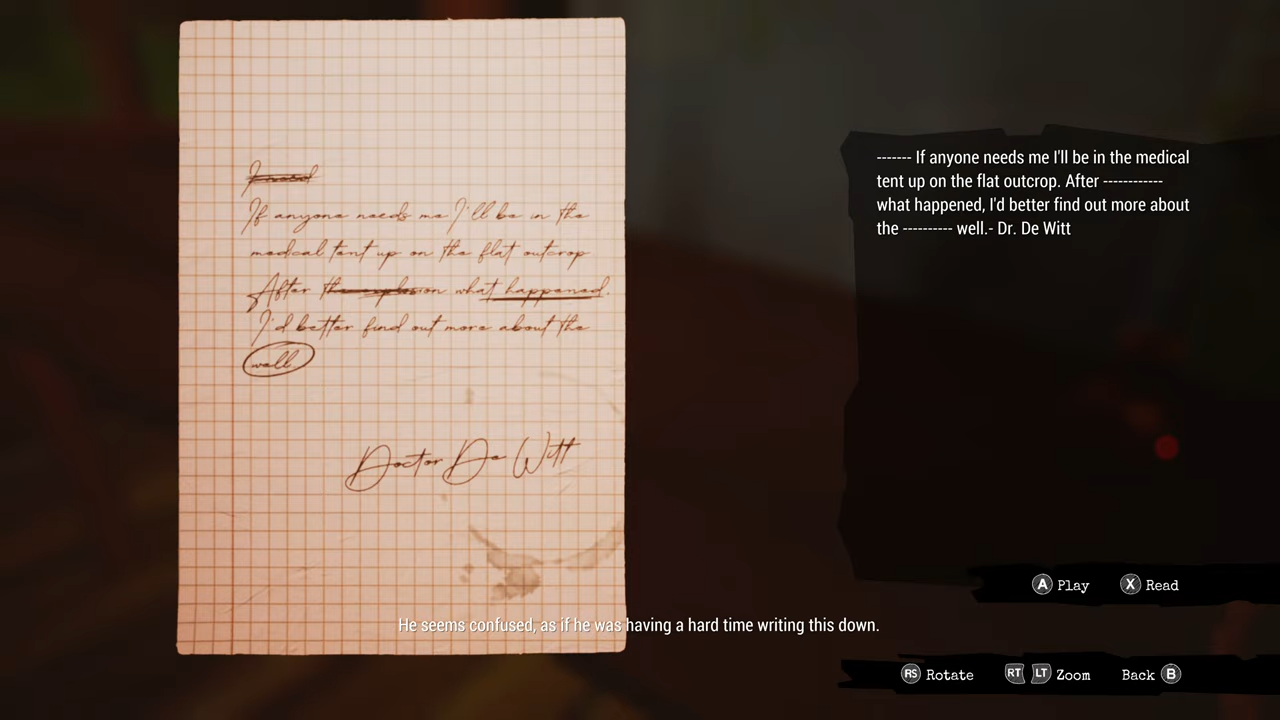 If anyone needs me I'll be in the
medical tent up on the flat outcrop
After the explosion what happened.
I'd better find out more about the
well
Doctor De Witt
------- If anyone needs me I'll be in the medical
tent up on the flat outcrop. After ------------
what happened, I'd better find out more about
the ---------- well.- Dr. De Witt
He seems confused, as if he was having a hard time writing this down.
A Play X Read
RS Rotate RT LT Zoom Back B